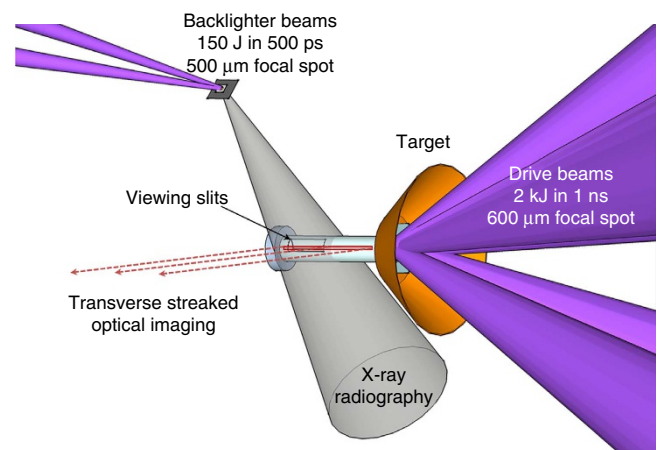 Backlighter beams
150 J in 500 ps
500 μm focal spot
Target
Drive beams
2 kJ in 1 ns
600 μm focal spot
Viewing slits
Transverse streaked
optical imaging
X-ray
radiography